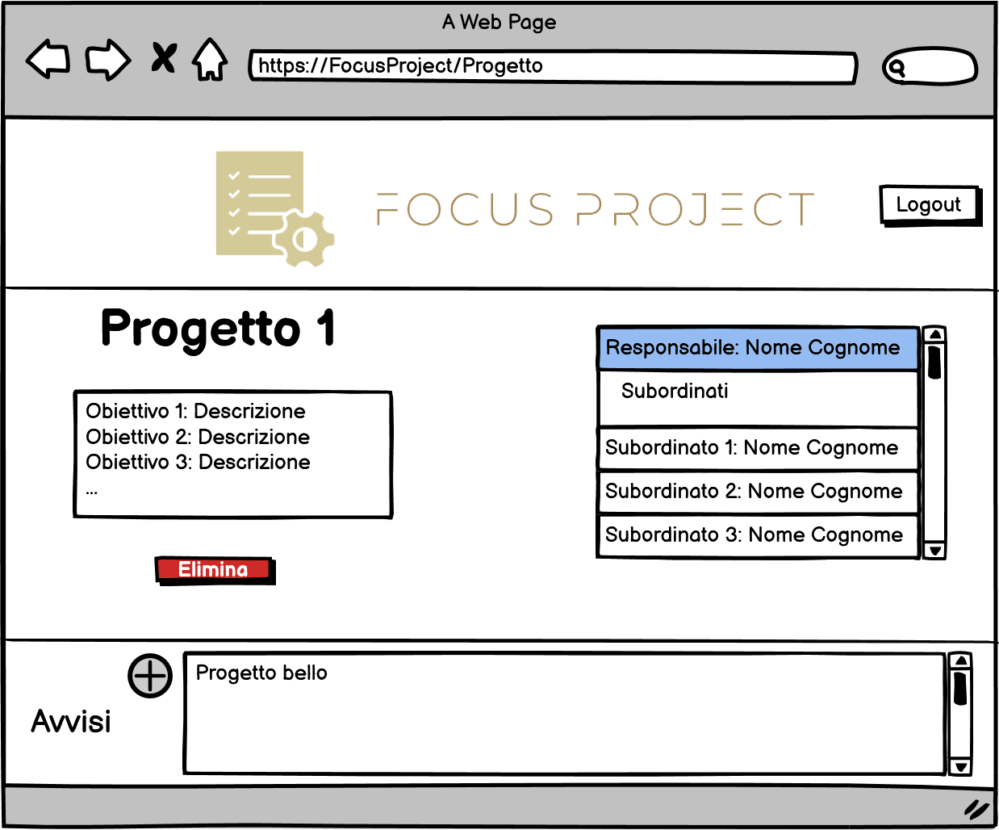 A Web Page
https://FocusProject/Progetto
FOCUS PROJECT
Logout
Progetto 1
Obiettivo 1: Descrizione
Obiettivo 2: Descrizione
Obiettivo 3: Descrizione
...
Elimina
Responsabile: Nome Cognome
Subordinati
Subordinato 1: Nome Cognome
Subordinato 2: Nome Cognome
Subordinato 3: Nome Cognome
Avvisi
Progetto bello